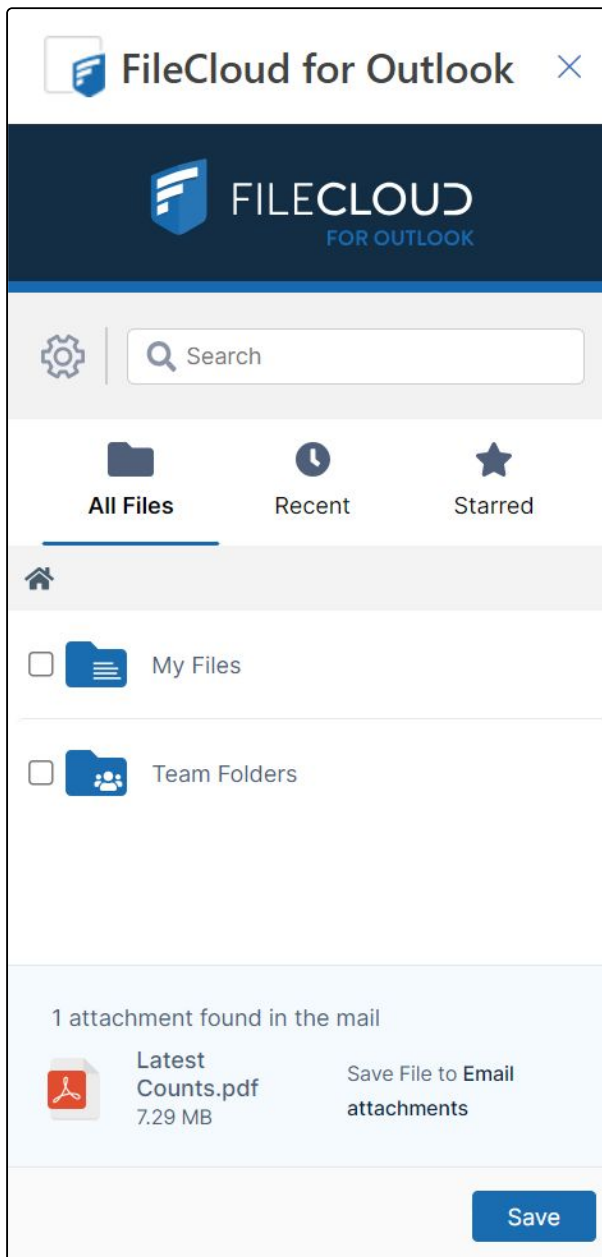 FileCloud for Outlook
FILECLOUD
FOR OUTLOOK
Search
All Files
Recent
Starred
My Files
Team Folders
1 attachment found in the mail
Latest
Counts.pdf
7.29 MB
Save File to Email
attachments
Save